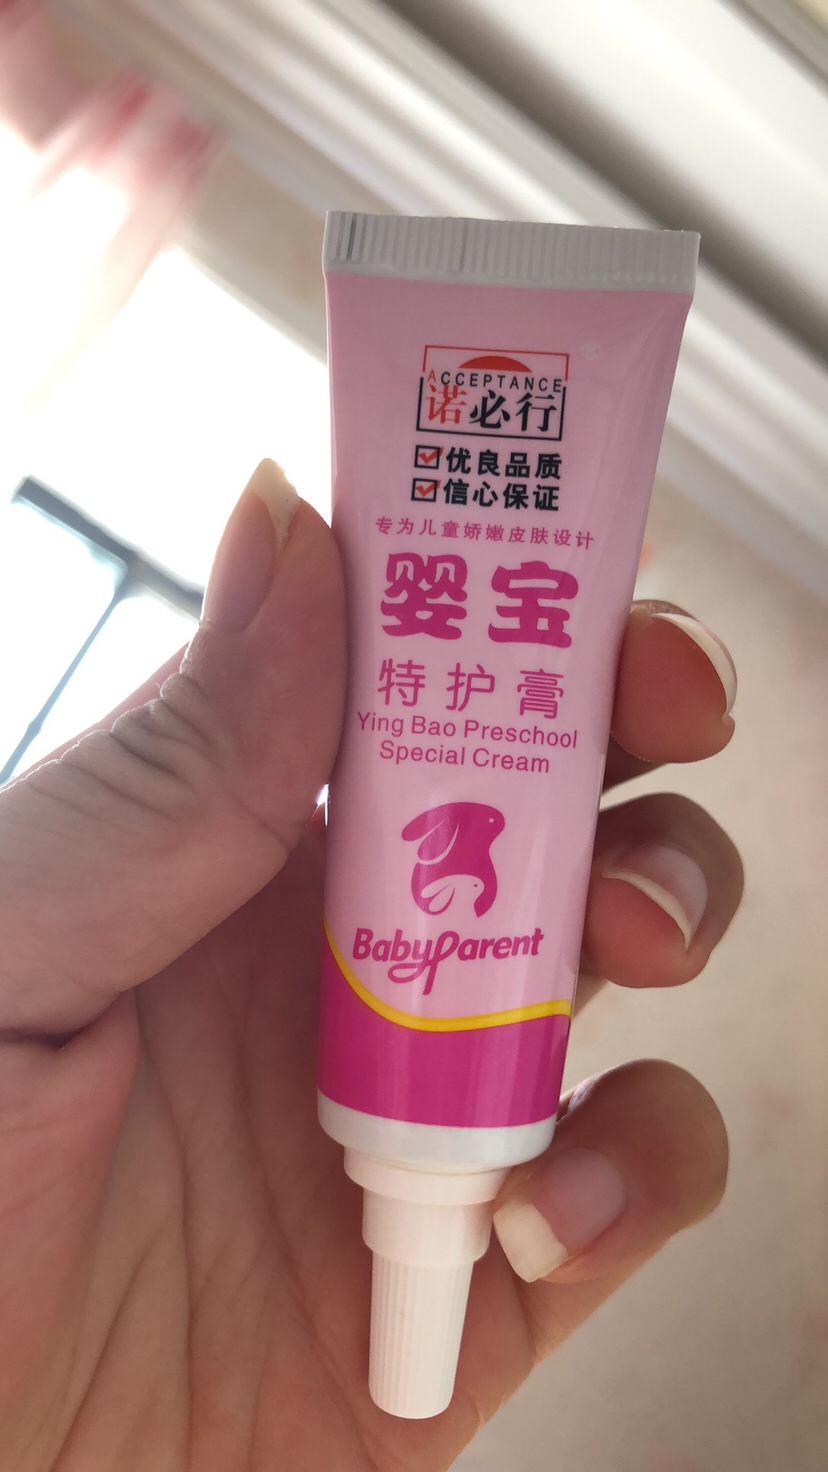 ACCEPTANCE
诺必行
优良品质
信心保证
专为儿童娇嫩皮肤设计
婴宝
特护膏
Ying Bao Preschool
Special Cream
BabyParent